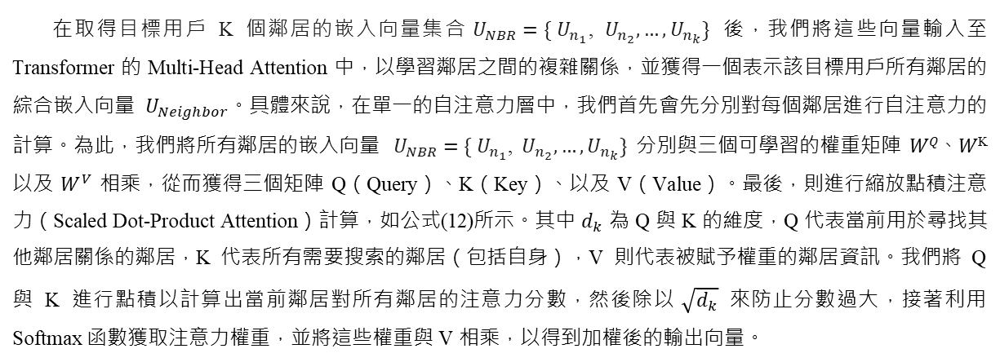 在取得目標用戶 K 個鄰居的嵌入向量集合 U_{NBR} = { U_{n_1}, U_{n_2}, ..., U_{n_k}} 後，我們將這些向量輸入至
Transformer 的 Multi-Head Attention 中，以學習鄰居之間的複雜關係，並獲得一個表示該目標用戶所有鄰居的
綜合嵌入向量 U_{Neighbor}。具體來說，在單一的自注意力層中，我們首先會先分別對每個鄰居進行自注意力的
計算。為此，我們將所有鄰居的嵌入向量 U_{NBR} = { U_{n_1}, U_{n_2}, ..., U_{n_k}} 分別與三個可學習的權重矩陣 W^Q、W^K
以及 W^V 相乘，從而獲得三個矩陣 Q（Query）、K（Key）、以及 V（Value）。最後，則進行縮放點積注意
力（Scaled Dot-Product Attention）計算，如公式(12)所示。其中 d_k 為 Q 與 K 的維度，Q 代表當前用於尋找其
他鄰居關係的鄰居，K 代表所有需要搜索的鄰居（包括自身），V 則代表被賦予權重的鄰居資訊。我們將 Q
與 K 進行點積以計算出當前鄰居對所有鄰居的注意力分數，然後除以 √d_k 來防止分數過大，接著利用
Softmax 函數獲取注意力權重，並將這些權重與 V 相乘，以得到加權後的輸出向量。